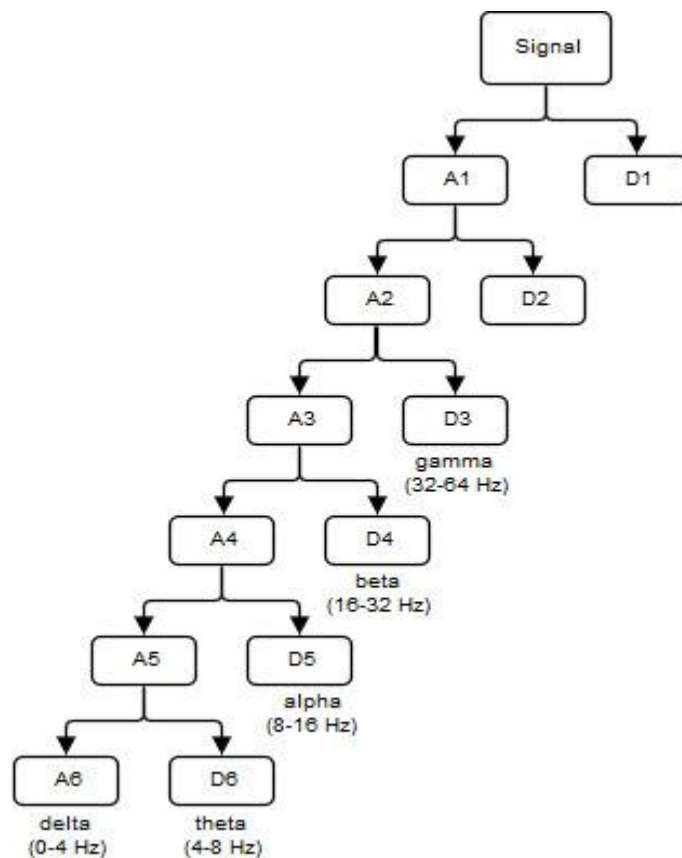 Signal
A1
D1
A2
D2
A3
D3
gamma
(32-64 Hz)
A4
D4
beta
(16-32 Hz)
A5
D5
alpha
(8-16 Hz)
A6
D6
delta
(0-4 Hz)
theta
(4-8 Hz)